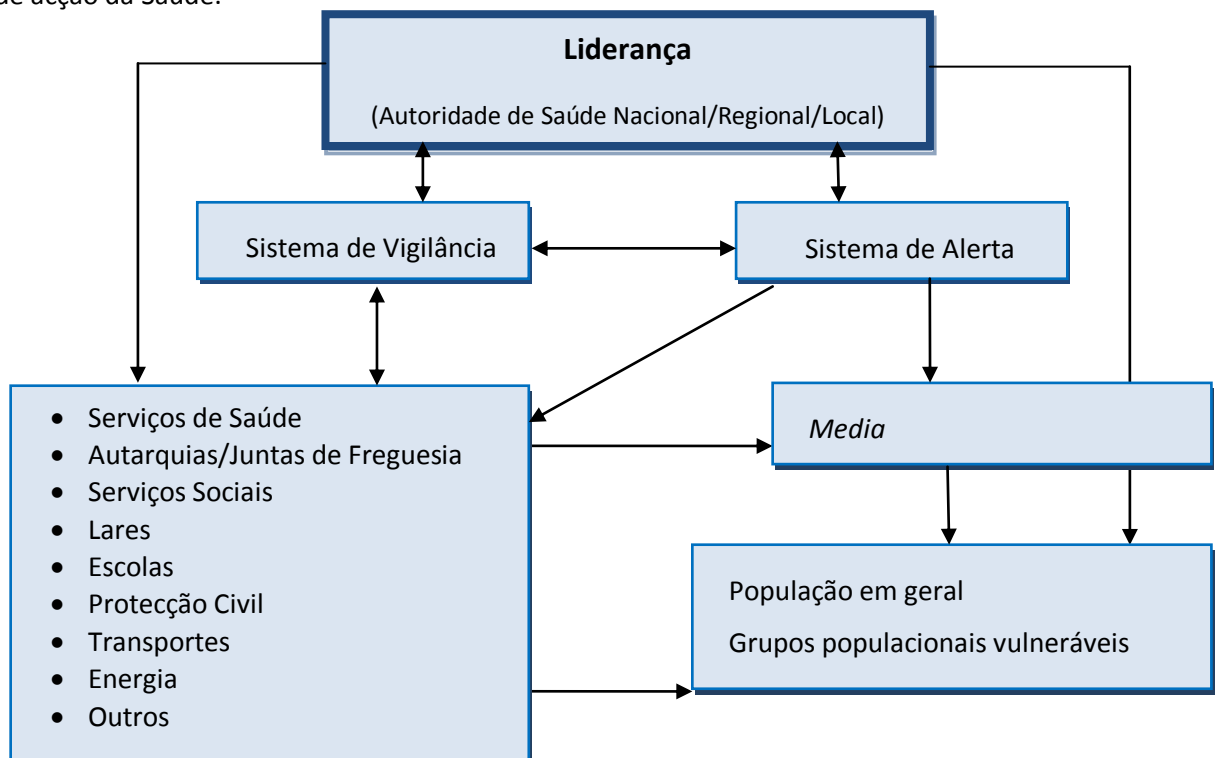 de acção da Saúde.
Liderança
(Autoridade de Saúde Nacional/Regional/Local)
Sistema de Vigilância
Sistema de Alerta
• Serviços de Saúde
• Autarquias/Juntas de Freguesia
• Serviços Sociais
• Lares
• Escolas
• Protecção Civil
• Transportes
• Energia
• Outros
Media
População em geral
Grupos populacionais vulneráveis